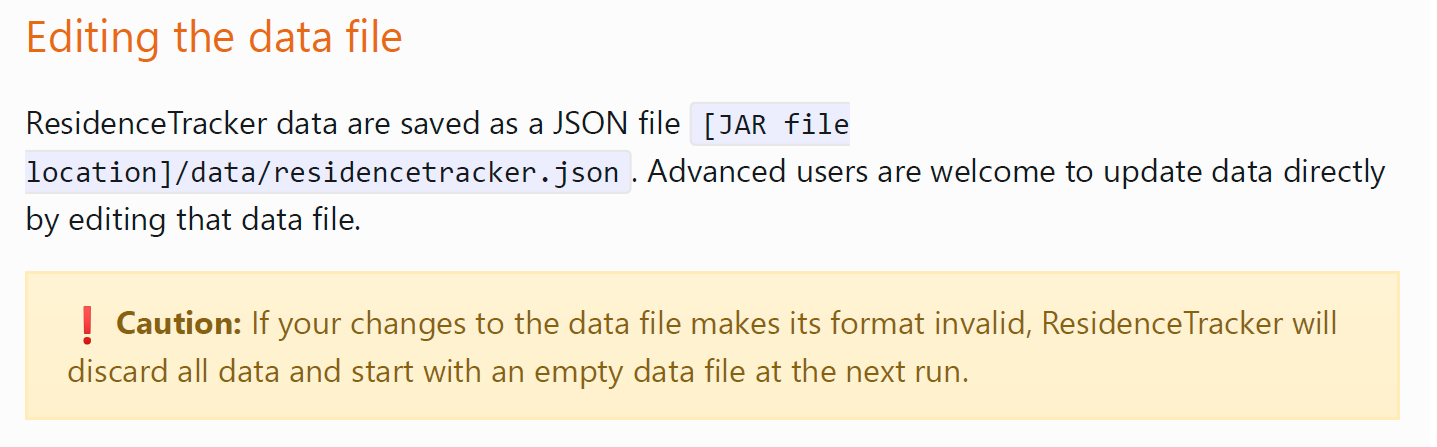 Editing the data file
ResidenceTracker data are saved as a JSON file [JAR file
location]/data/residencetracker.json. Advanced users are welcome to update data directly
by editing that data file.
❗ Caution: If your changes to the data file makes its format invalid, ResidenceTracker will
discard all data and start with an empty data file at the next run.